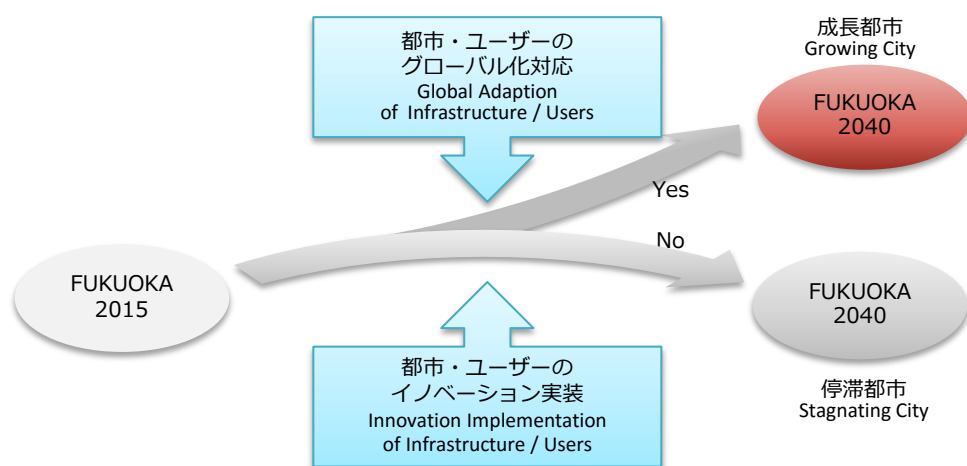 都市・ユーザーの
グローバル化対応
Global Adaption
of Infrastructure / Users
成長都市
Growing City
FUKUOKA
2040
Yes
No
FUKUOKA
2015
FUKUOKA
2040
都市・ユーザーの
イノベーション実装
Innovation Implementation
of Infrastructure / Users
停滞都市
Stagnating City